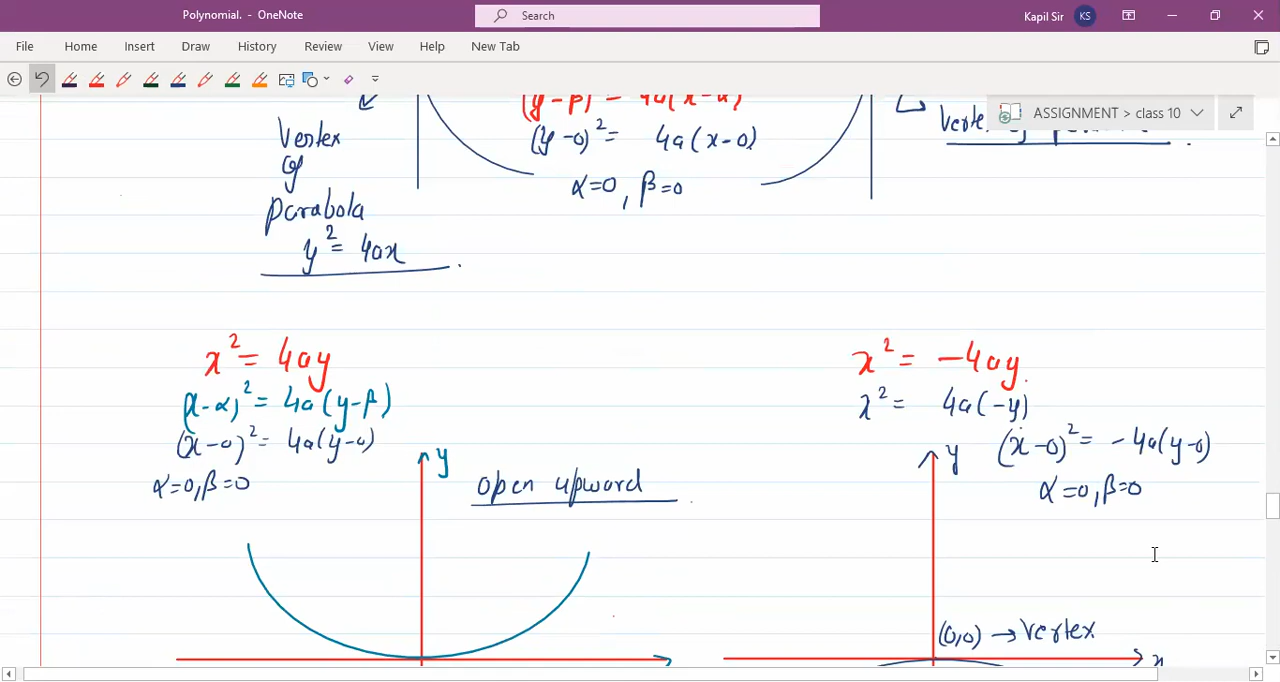 Polynomial. - OneNote
Search
Kapil Sir KS
File Home Insert Draw History Review View Help New Tab
ASSIGNMENT > class 10
(y-β)² = 4a(x-α)
(y-0)² = 4a(x-0)
α=0, β=0
Vertex
of
parabola
y² = 4ax
x² = 4ay
(x-α)² = 4a(y-β)
(x-0)² = 4a(y-0)
α=0, β=0
y
open upward
x² = -4ay.
x² = 4a(-y)
(x-0)² = -4a(y-0)
α=0, β=0
y
(0,0) → Vertex
x